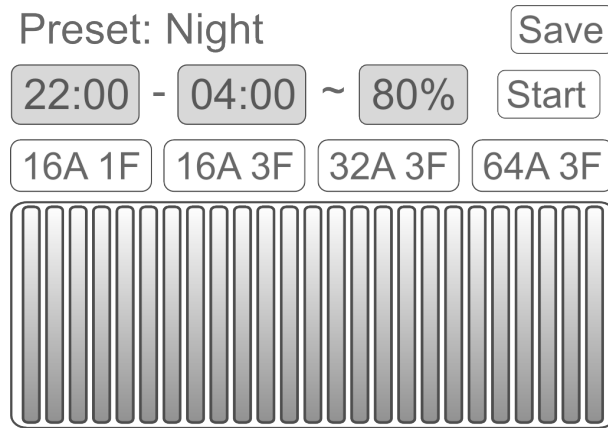 Preset: Night Save
22:00 - 04:00 ~ 80% Start
16A 1F 16A 3F 32A 3F 64A 3F